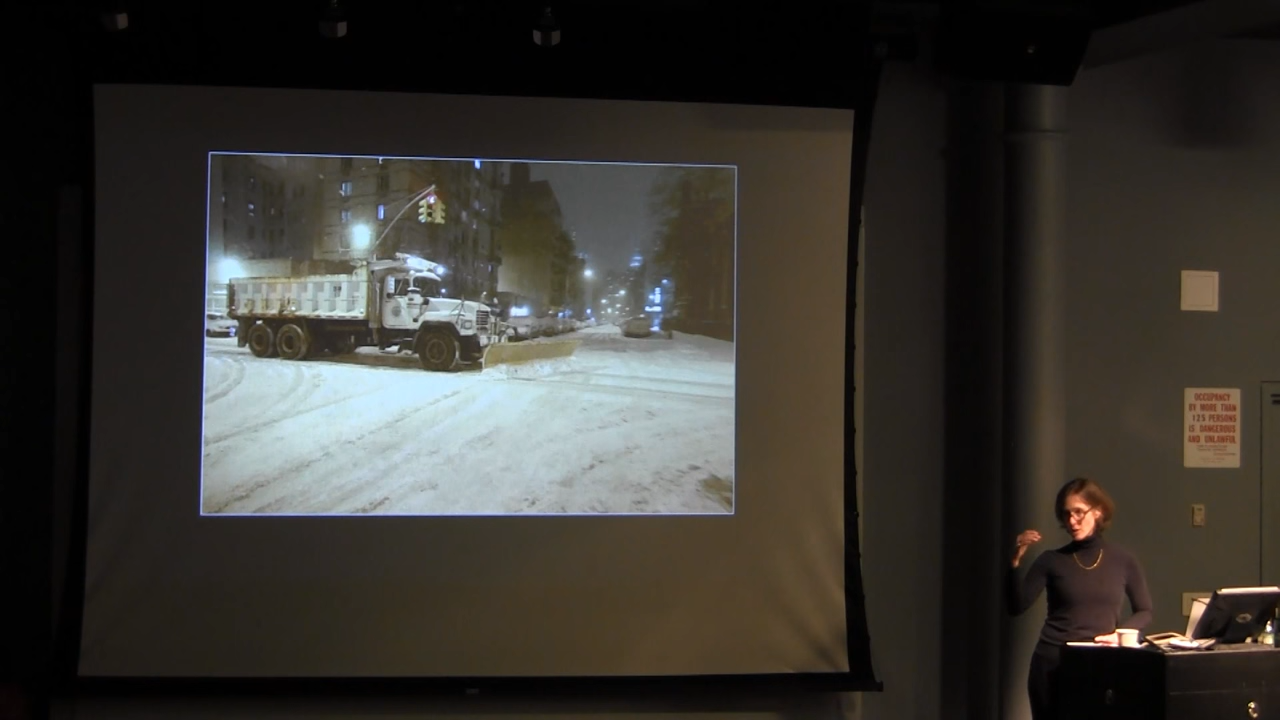 OCCUPANCY
BY MORE THAN
125 PERSONS
IS DANGEROUS
AND UNLAWFUL